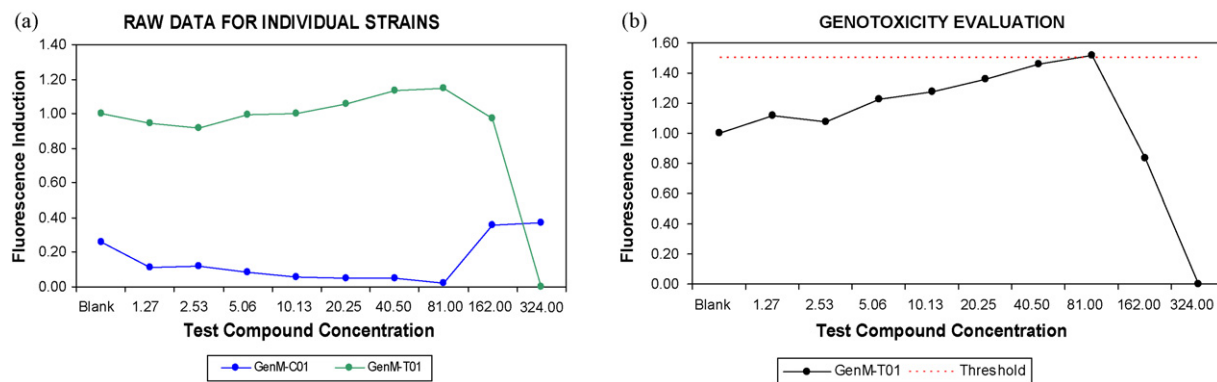 (a)
RAW DATA FOR INDIVIDUAL STRAINS
1.40
1.20
1.00
0.80
0.60
0.40
0.20
0.00
Fluorescence Induction
Blank 1.27 2.53 5.06 10.13 20.25 40.50 81.00 162.00 324.00
Test Compound Concentration
GenM-C01 GenM-T01
(b)
GENOTOXICITY EVALUATION
1.60
1.40
1.20
1.00
0.80
0.60
0.40
0.20
0.00
Fluorescence Induction
Blank 1.27 2.53 5.06 10.13 20.25 40.50 81.00 162.00 324.00
Test Compound Concentration
GenM-T01 Threshold